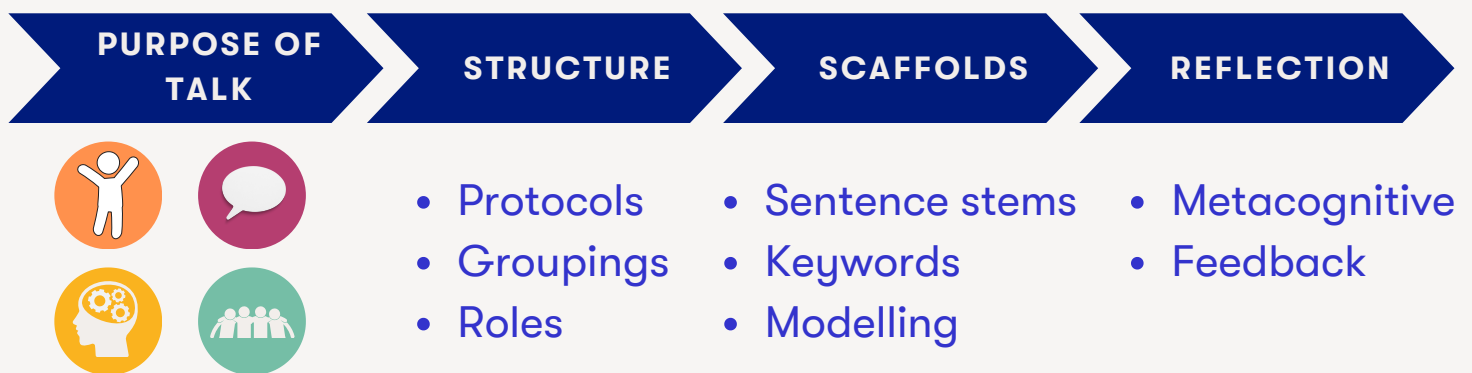 PURPOSE OF
TALK
STRUCTURE
SCAFFOLDS
REFLECTION
• Protocols
• Groupings
• Roles
• Sentence stems
• Keywords
• Modelling
• Metacognitive
• Feedback